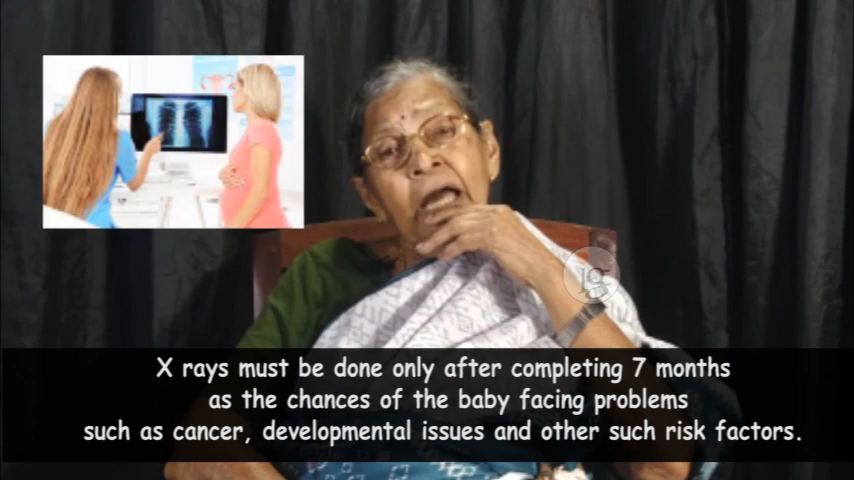 X rays must be done only after completing 7 months
as the chances of the baby facing problems
such as cancer, developmental issues and other such risk factors.